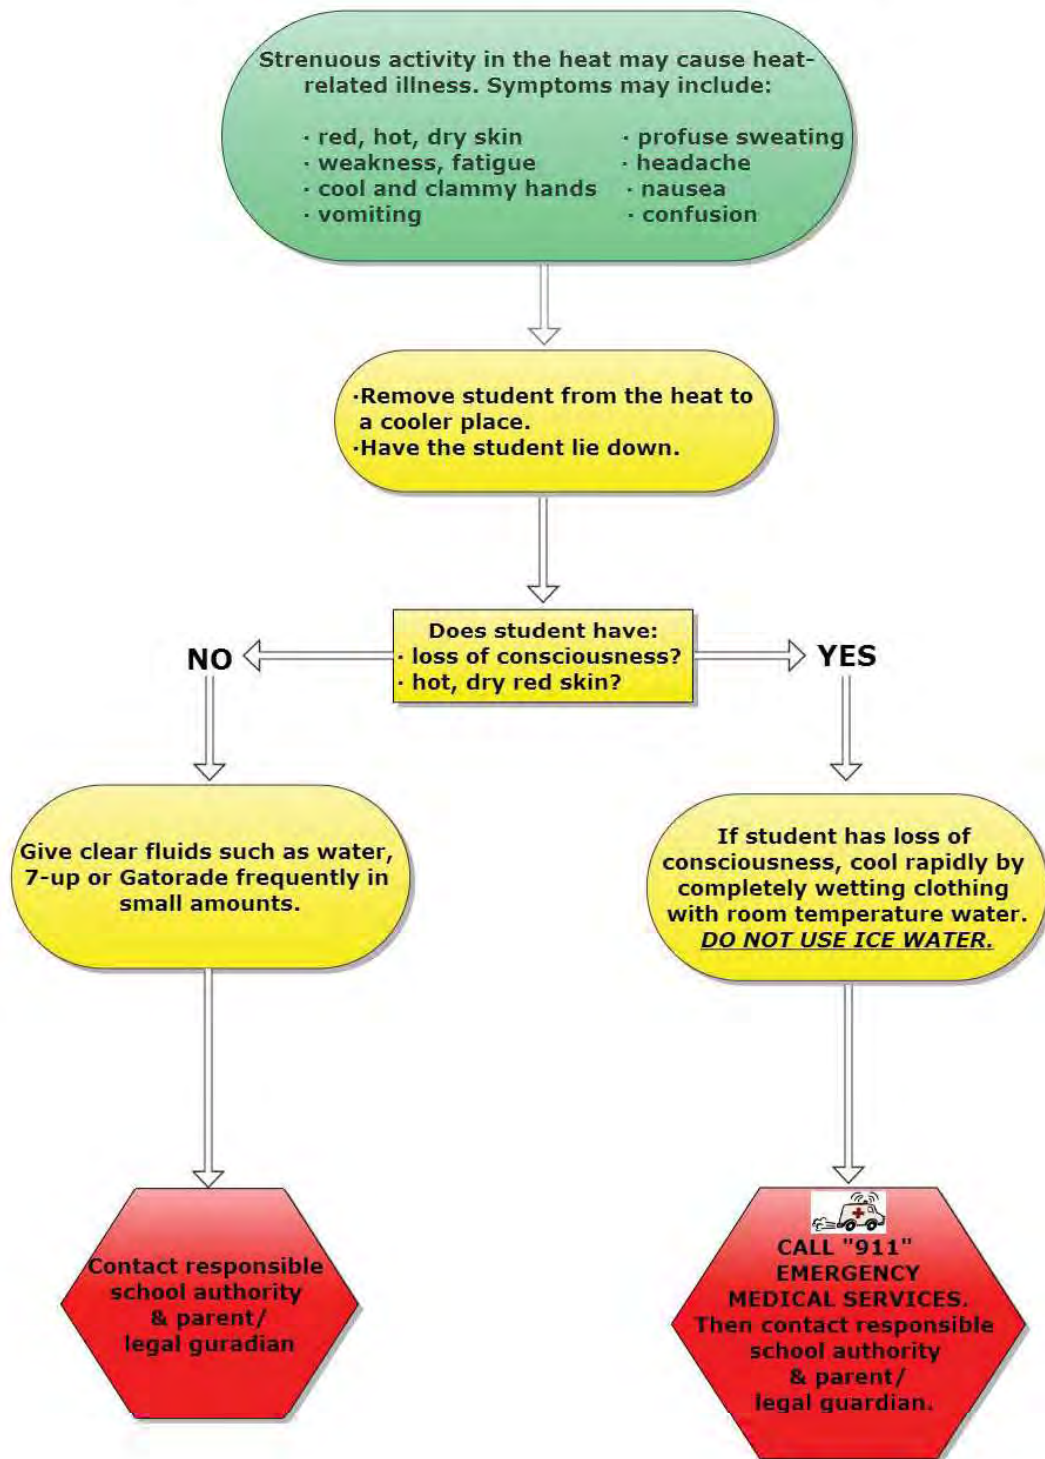 Strenuous activity in the heat may cause heat-
related illness. Symptoms may include:
· red, hot, dry skin
· weakness, fatigue
· cool and clammy hands
· vomiting
· profuse sweating
· headache
· nausea
· confusion
·Remove student from the heat to
a cooler place.
·Have the student lie down.
Does student have:
· loss of consciousness?
· hot, dry red skin?
NO
YES
Give clear fluids such as water,
7-up or Gatorade frequently in
small amounts.
If student has loss of
consciousness, cool rapidly by
completely wetting clothing
with room temperature water.
DO NOT USE ICE WATER.
Contact responsible
school authority
& parent/
legal guradian
CALL "911"
EMERGENCY
MEDICAL SERVICES.
Then contact responsible
school authority
& parent/
legal guardian.